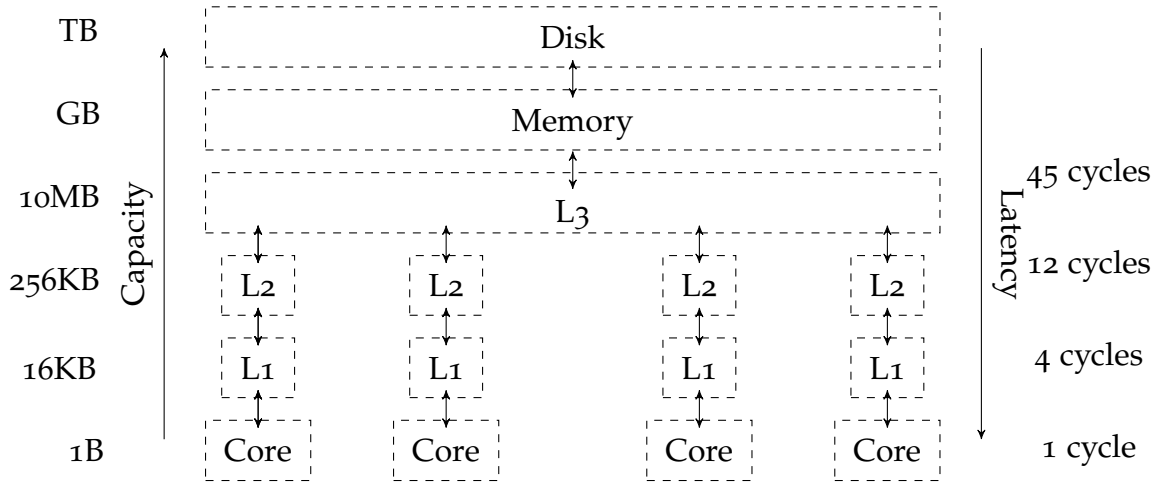 TB
Disk
GB
Memory
45 cycles
10MB
L3
Capacity
Latency
256KB
L2 L2 L2 L2
12 cycles
16KB
L1 L1 L1 L1
4 cycles
1B
Core Core Core Core
1 cycle